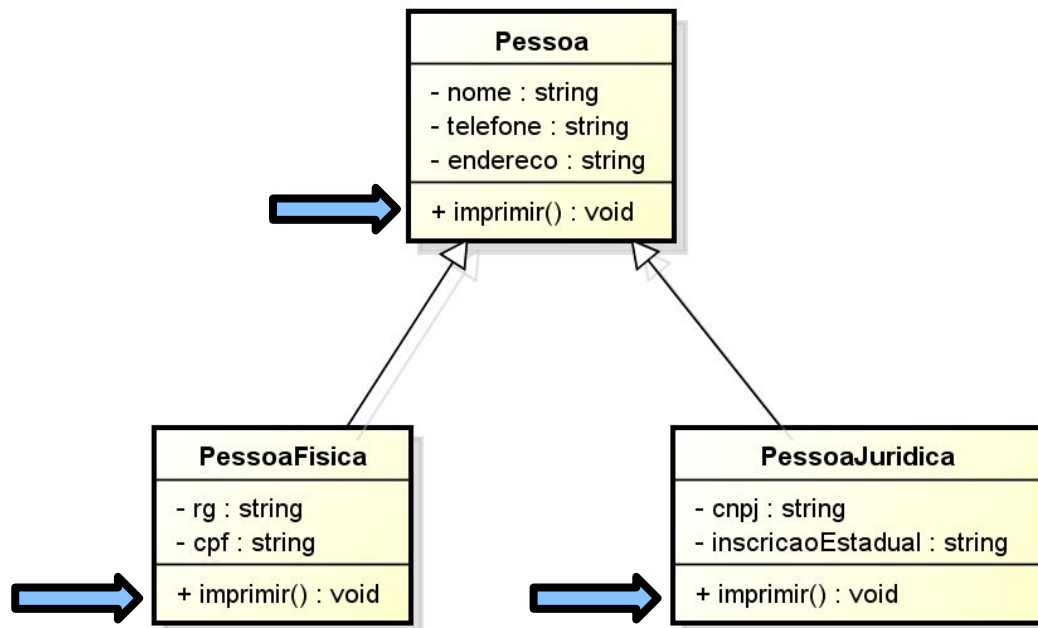 Pessoa
- nome : string
- telefone : string
- endereco : string
+ imprimir() : void
PessoaFisica
- rg : string
- cpf : string
+ imprimir() : void
PessoaJuridica
- cnpj : string
- inscricaoEstadual : string
+ imprimir() : void